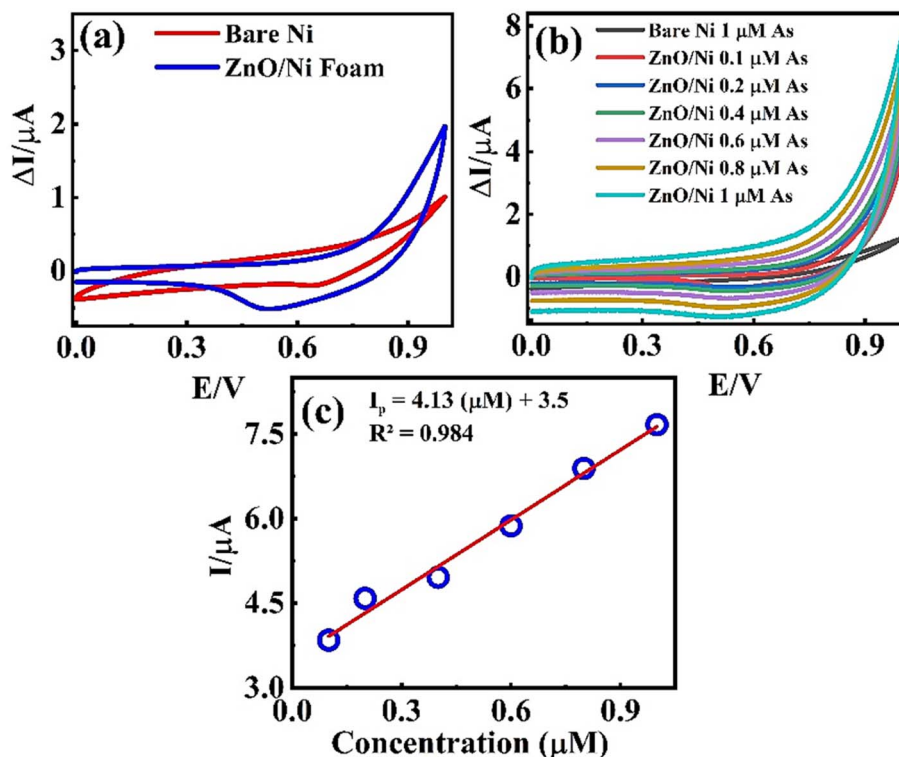 (a)
Bare Ni
ZnO/Ni Foam
ΔI/μA
3
2
1
0
0.0 0.3 0.6 0.9
E/V
(b)
Bare Ni 1 μM As
ZnO/Ni 0.1 μM As
ZnO/Ni 0.2 μM As
ZnO/Ni 0.4 μM As
ZnO/Ni 0.6 μM As
ZnO/Ni 0.8 μM As
ZnO/Ni 1 μM As
ΔI/μA
8
6
4
2
0
0.0 0.3 0.6 0.9
E/V
(c)
Ip = 4.13 (μM) + 3.5
R² = 0.984
I/μA
7.5
6.0
4.5
3.0
0.0 0.3 0.6 0.9
Concentration (μM)